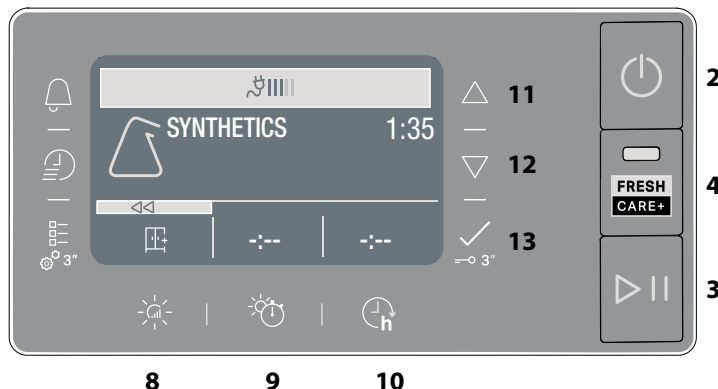 2
11
SYNTHETICS 1:35
12
FRESH
CARE+
4
-:-- -:--
3"
3"
13
3
h
8 9 10